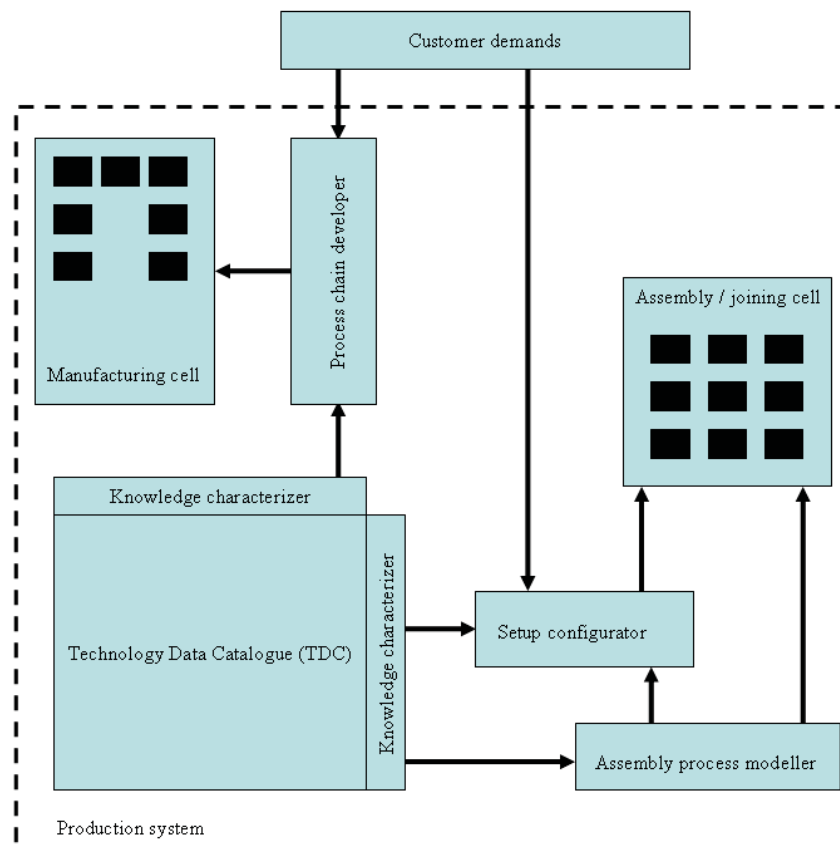 Customer demands
Process chain developer
Manufacturing cell
Assembly / joining cell
Knowledge characterizer
Technology Data Catalogue (TDC)
Knowledge characterizer
Setup configurator
Assembly process modeller
Production system